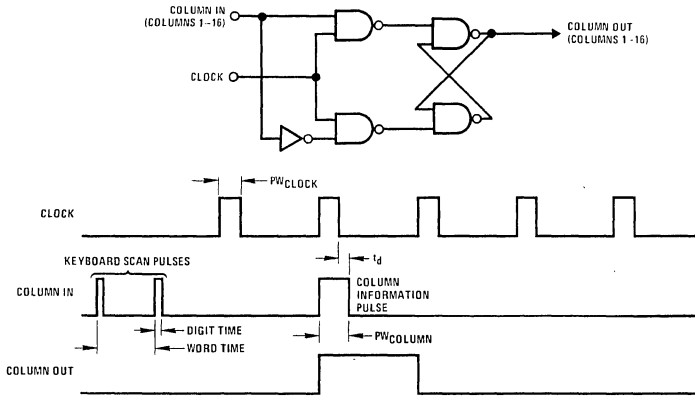 COLUMN IN
(COLUMNS 1–16)
COLUMN OUT
(COLUMNS 1–16)
CLOCK
PWCLOCK
CLOCK
KEYBOARD SCAN PULSES
td
COLUMN IN
COLUMN
INFORMATION
PULSE
DIGIT TIME
WORD TIME
PWCOLUMN
COLUMN OUT